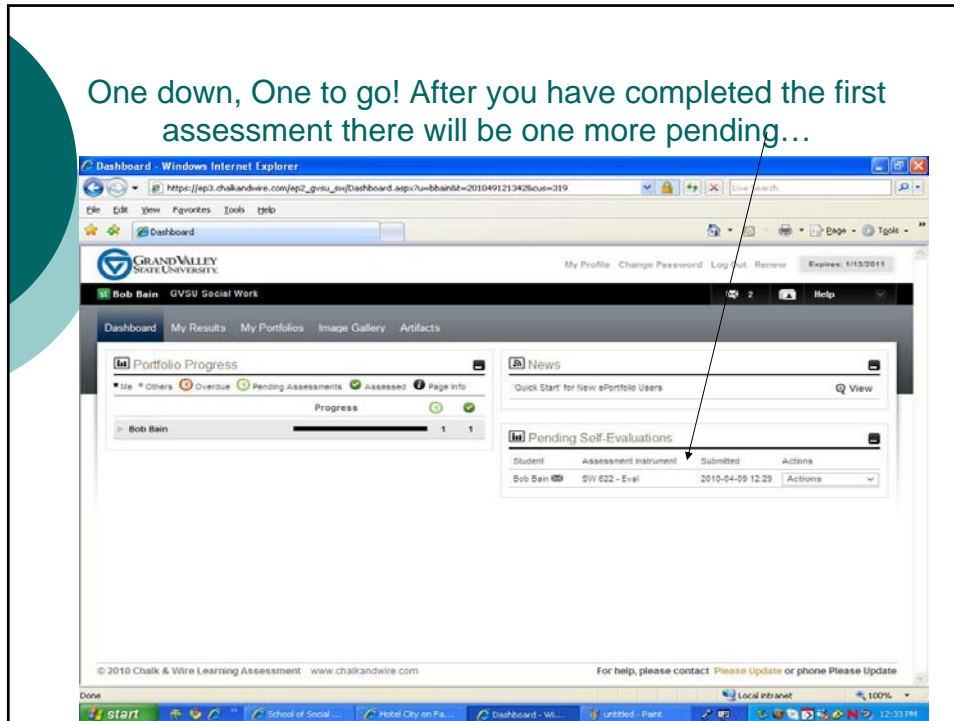 One down, One to go! After you have completed the first
assessment there will be one more pending…
Dashboard - Windows Internet Explorer
https://ep3.chalkandwire.com/ep2_gvsu_sw/Dashboard.aspx?u=bbain&t=2010491213428&cus=319
Live Search
File Edit View Favorites Tools Help
Dashboard
Page Tools
GRAND VALLEY
STATE UNIVERSITY
My Profile Change Password Log Out Renew Expires: 1/13/2011
Bob Bain GVSU Social Work
2 Help
Dashboard My Results My Portfolios Image Gallery Artifacts
Portfolio Progress
Me Others Overdue Pending Assessments Assessed Page Info
Progress
Bob Bain 1 1
News
'Quick Start' for New ePortfolio Users View
Pending Self-Evaluations
Student Assessment Instrument Submitted Actions
Bob Bain SW 622 - Eval 2010-04-09 12:29 Actions
© 2010 Chalk & Wire Learning Assessment www.chalkandwire.com
For help, please contact Please Update or phone Please Update
Done
Local intranet 100%
start School of Social ... Hotel City on Fa... Dashboard - Wi... untitled - Paint 12:33 PM